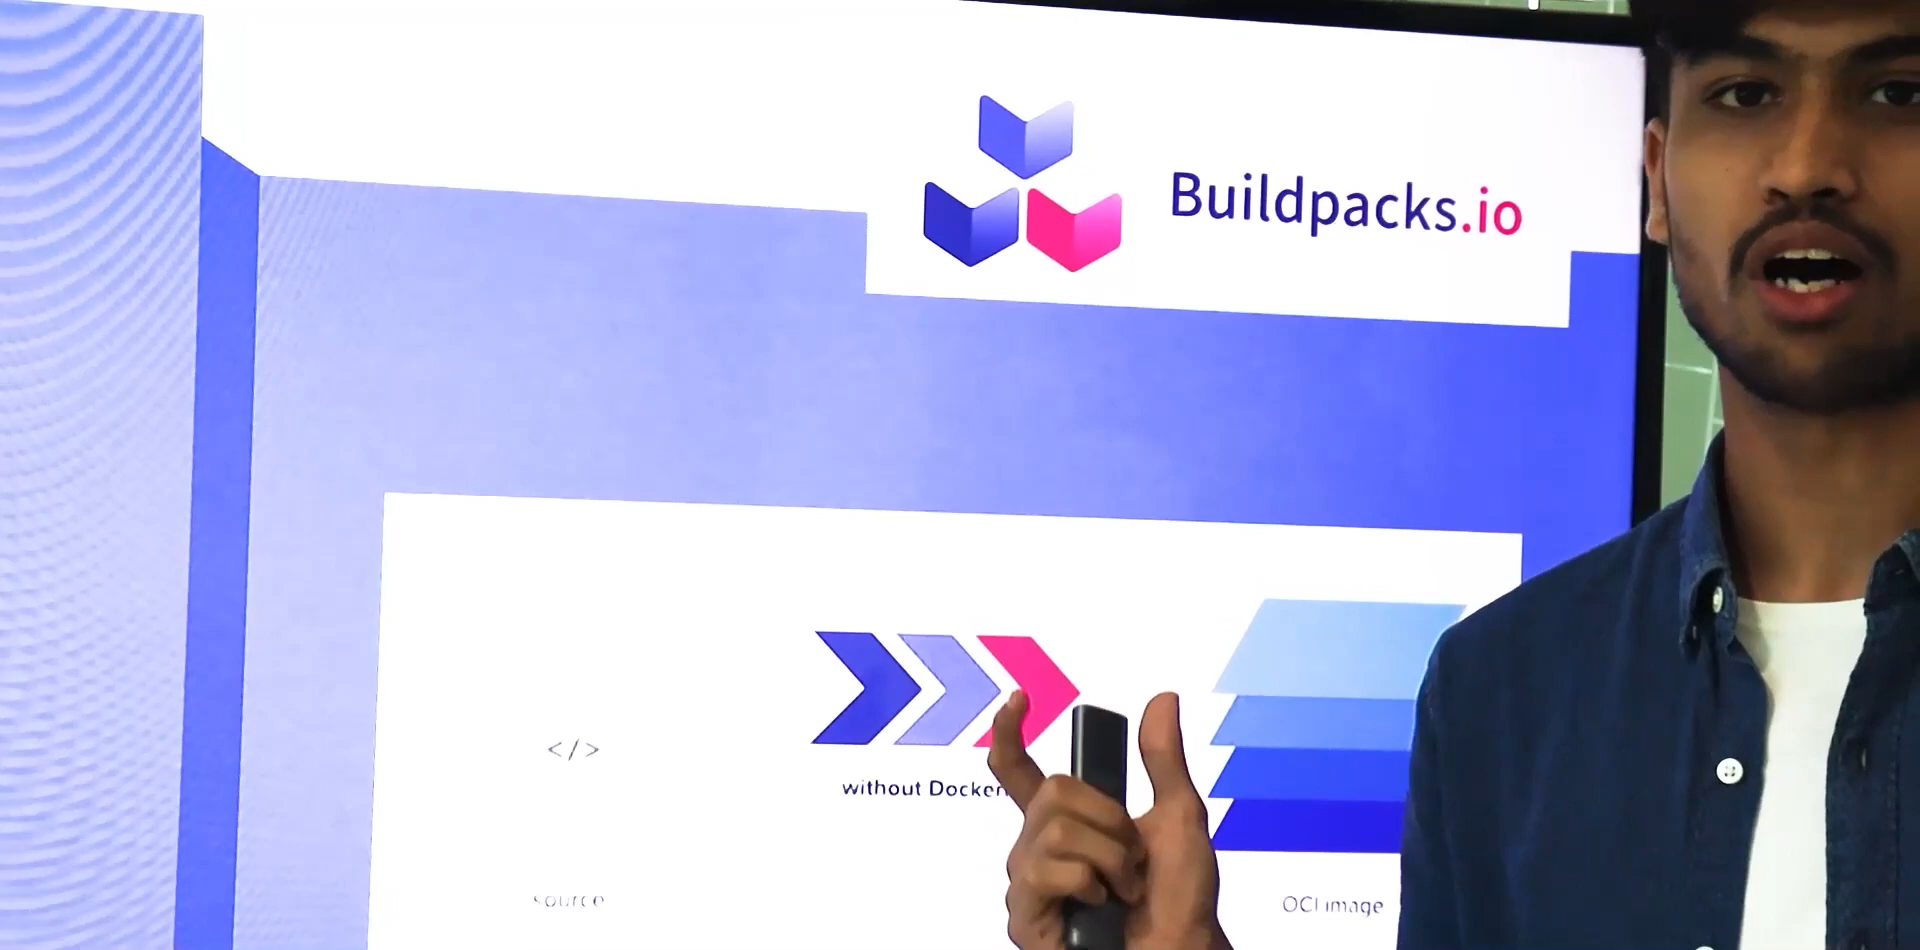 Buildpacks.io
</>
without Docker
source
OCI image